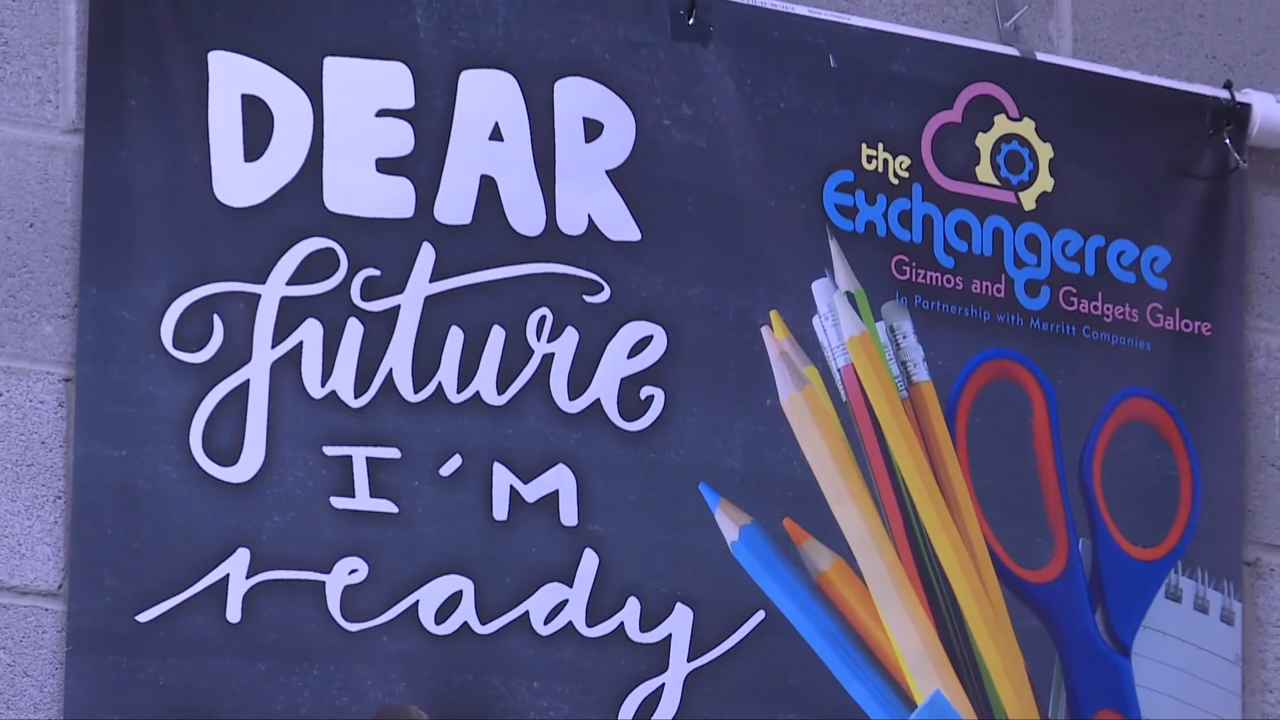 DEAR
future
I'M
ready
the
Exchangeree
Gizmos and Gadgets Galore
In Partnership with Merritt Companies